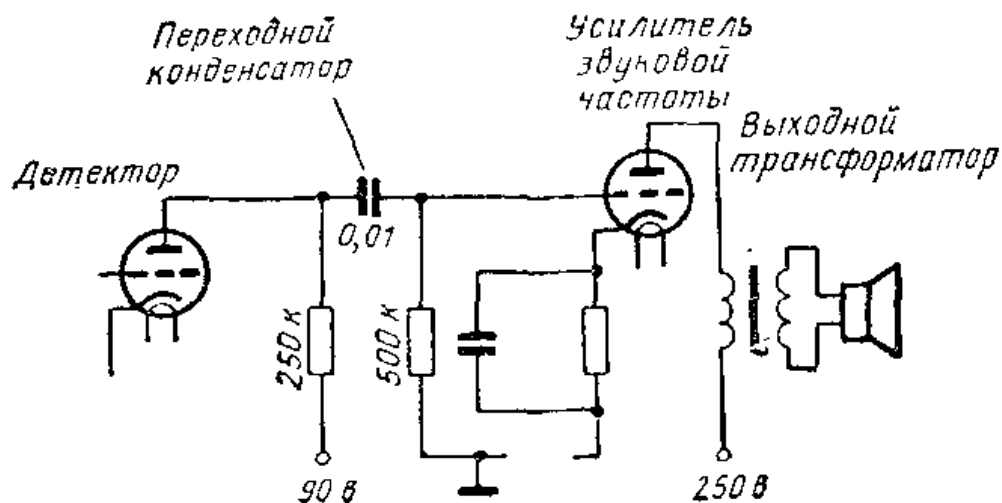 Переходной
конденсатор
Усилитель
звуковой
частоты
Выходной
трансформатор
Детектор
0,01
250 к
500 к
90 в
250 в